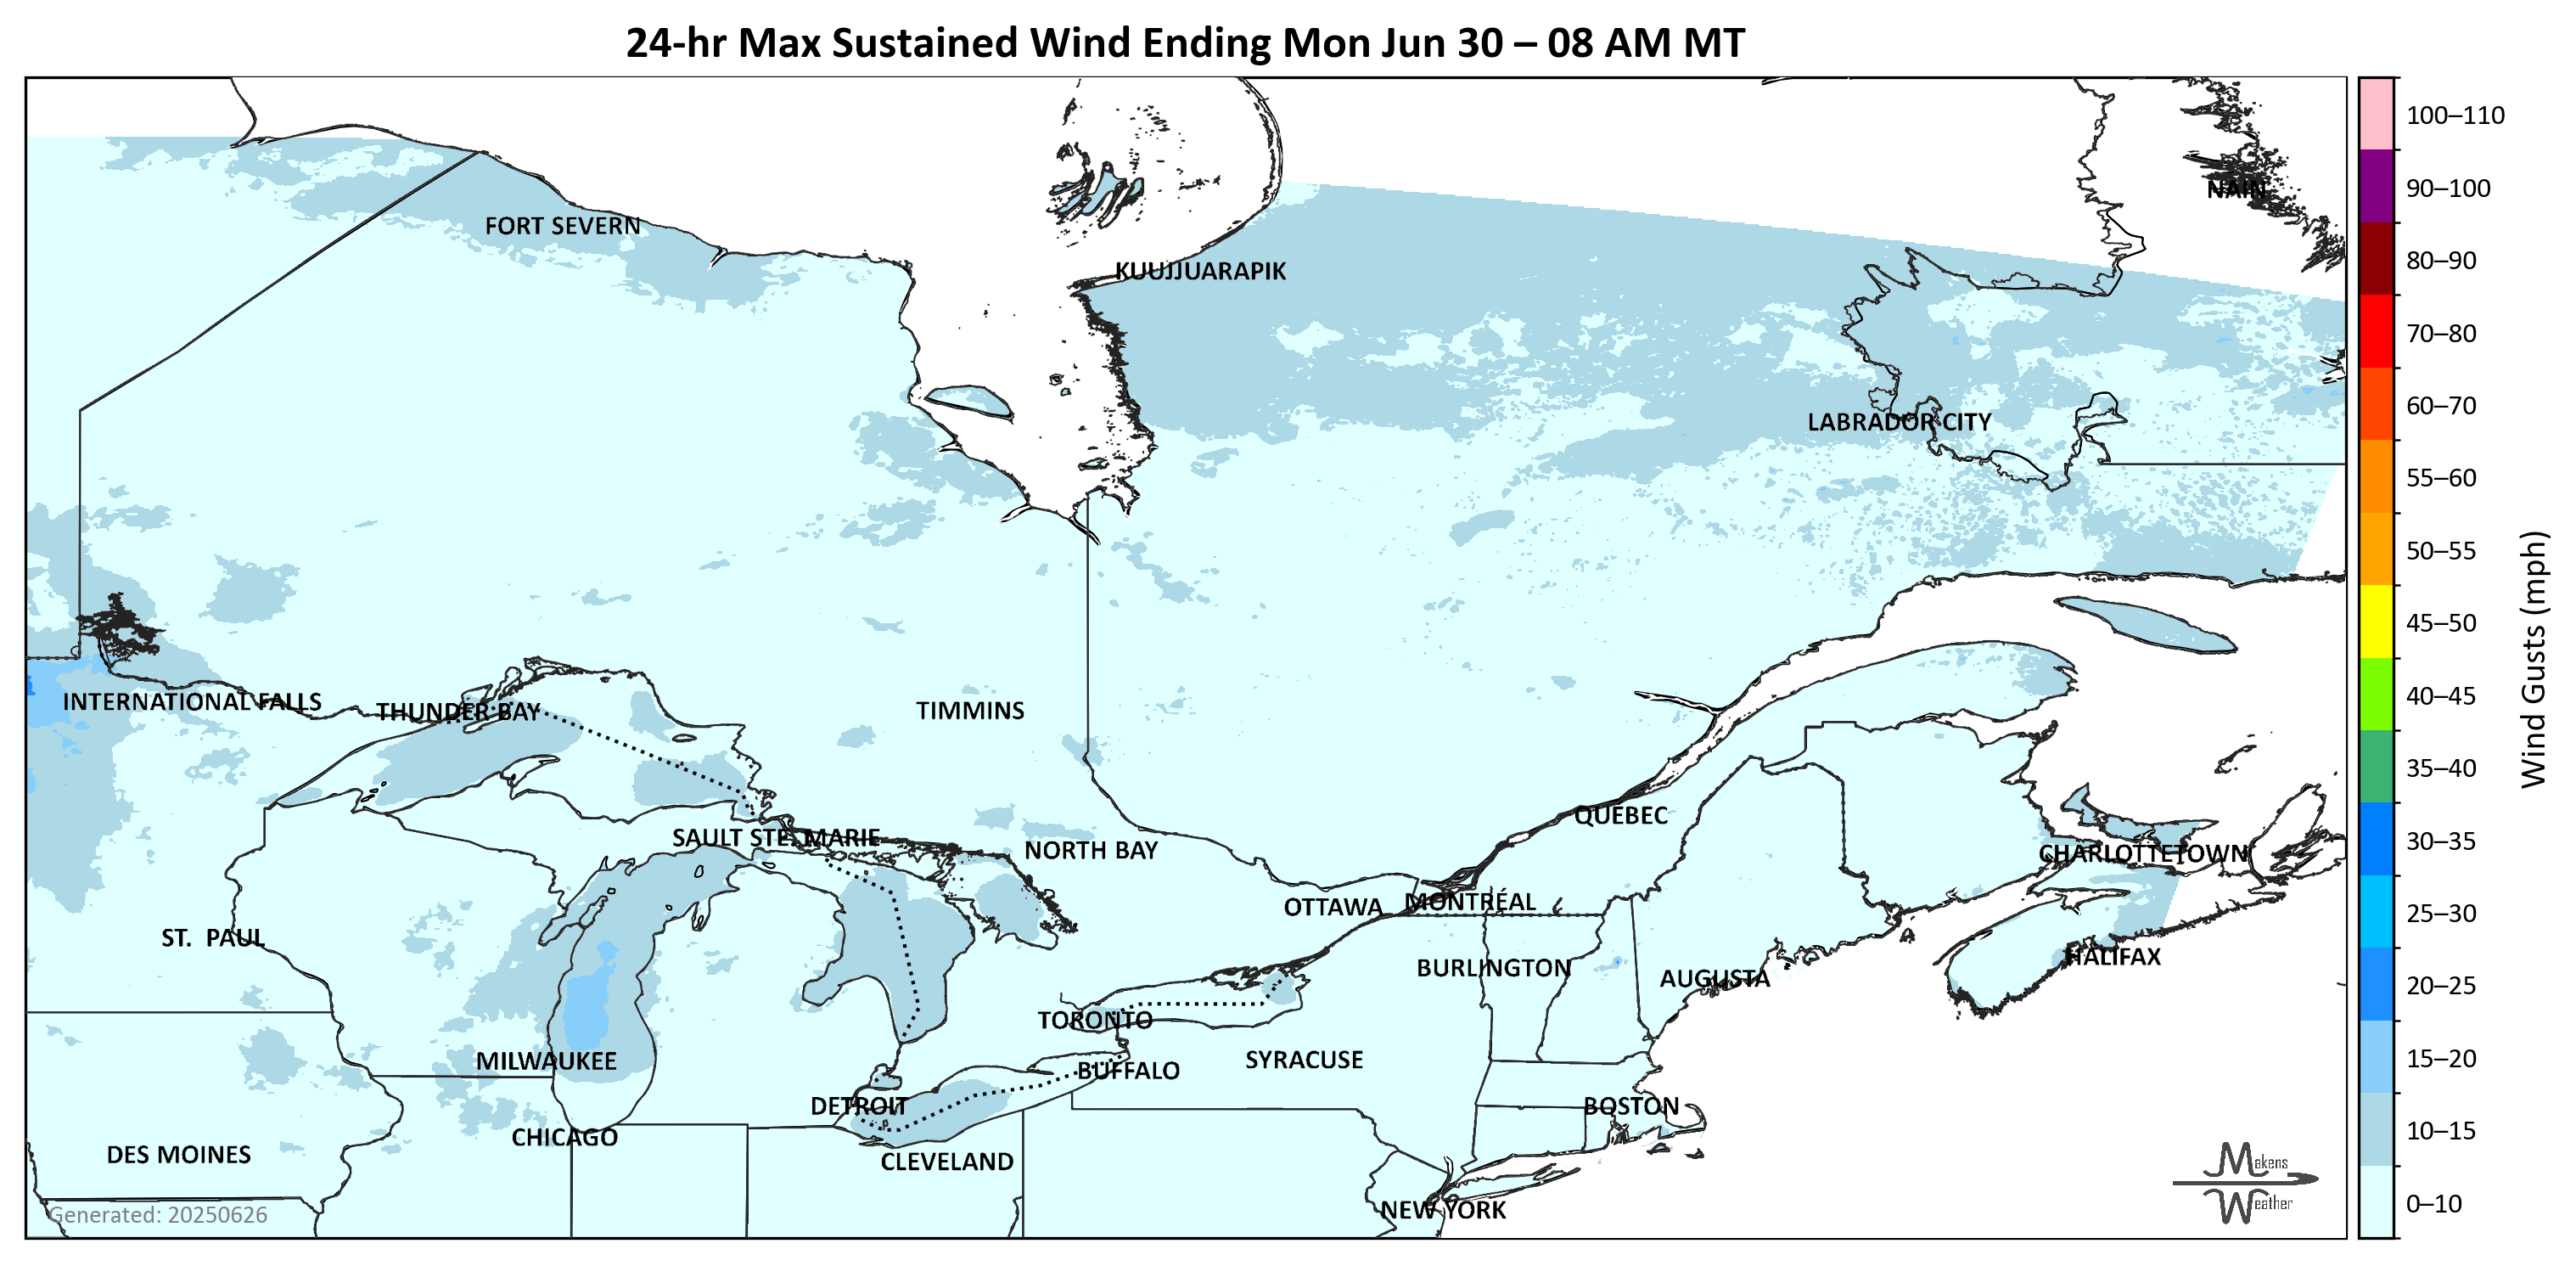 24-hr Max Sustained Wind Ending Mon Jun 30 – 08 AM MT
NAIN
FORT SEVERN
KUUJJUARAPIK
LABRADOR CITY
INTERNATIONAL FALLS
THUNDER BAY
TIMMINS
QUEBEC
SAULT STE. MARIE
NORTH BAY
CHARLOTTETOWN
OTTAWA
MONTRÉAL
ST. PAUL
HALIFAX
BURLINGTON
AUGUSTA
TORONTO
MILWAUKEE
SYRACUSE
BUFFALO
DETROIT
BOSTON
CHICAGO
DES MOINES
CLEVELAND
NEW YORK
Generated: 20250626
Makens
Weather
100–110
90–100
80–90
70–80
60–70
55–60
50–55
45–50
40–45
35–40
30–35
25–30
20–25
15–20
10–15
0–10
Wind Gusts (mph)